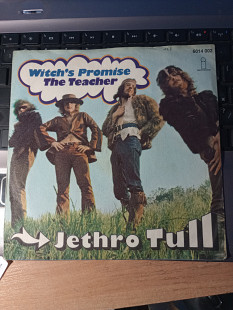 Witch's Promise
The Teacher
Jethro Tull